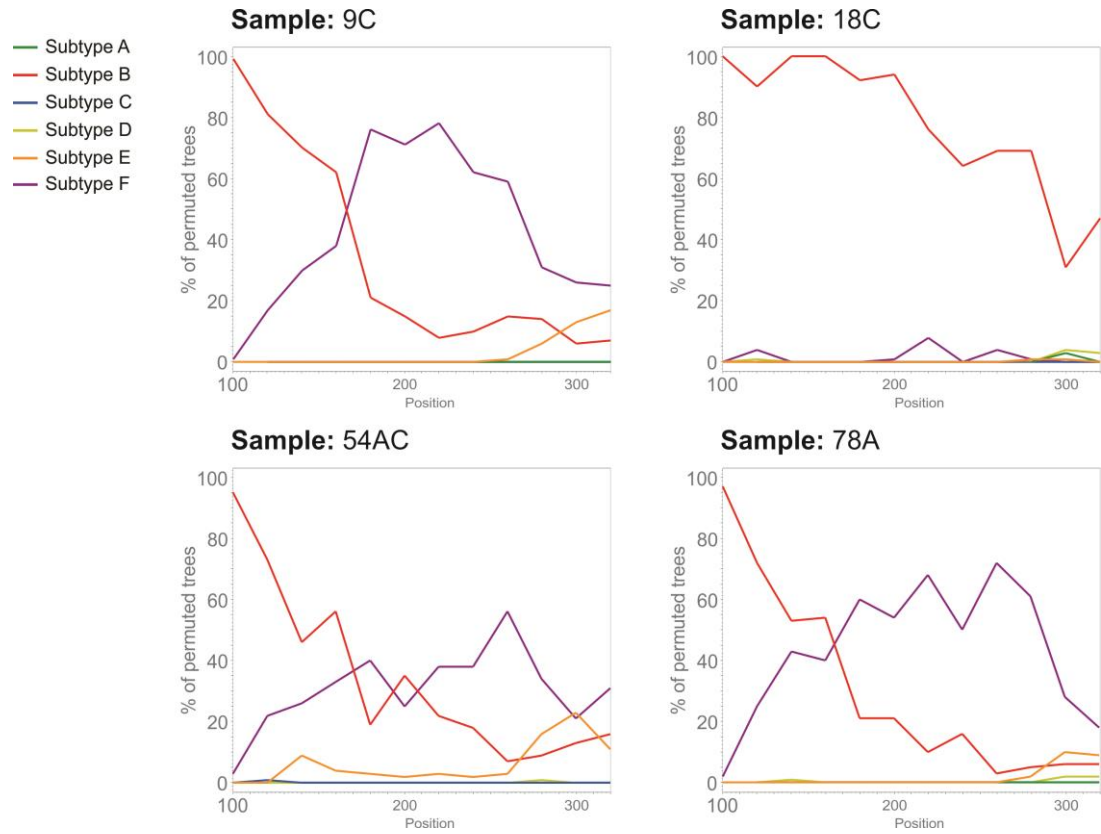 Sample: 9C
Sample: 18C
Subtype A
Subtype B
Subtype C
Subtype D
Subtype E
Subtype F
% of permuted trees
100
80
60
40
20
0
100
200
300
Position
% of permuted trees
100
80
60
40
20
0
100
200
300
Position
Sample: 54AC
Sample: 78A
% of permuted trees
100
80
60
40
20
0
100
200
300
Position
% of permuted trees
100
80
60
40
20
0
100
200
300
Position